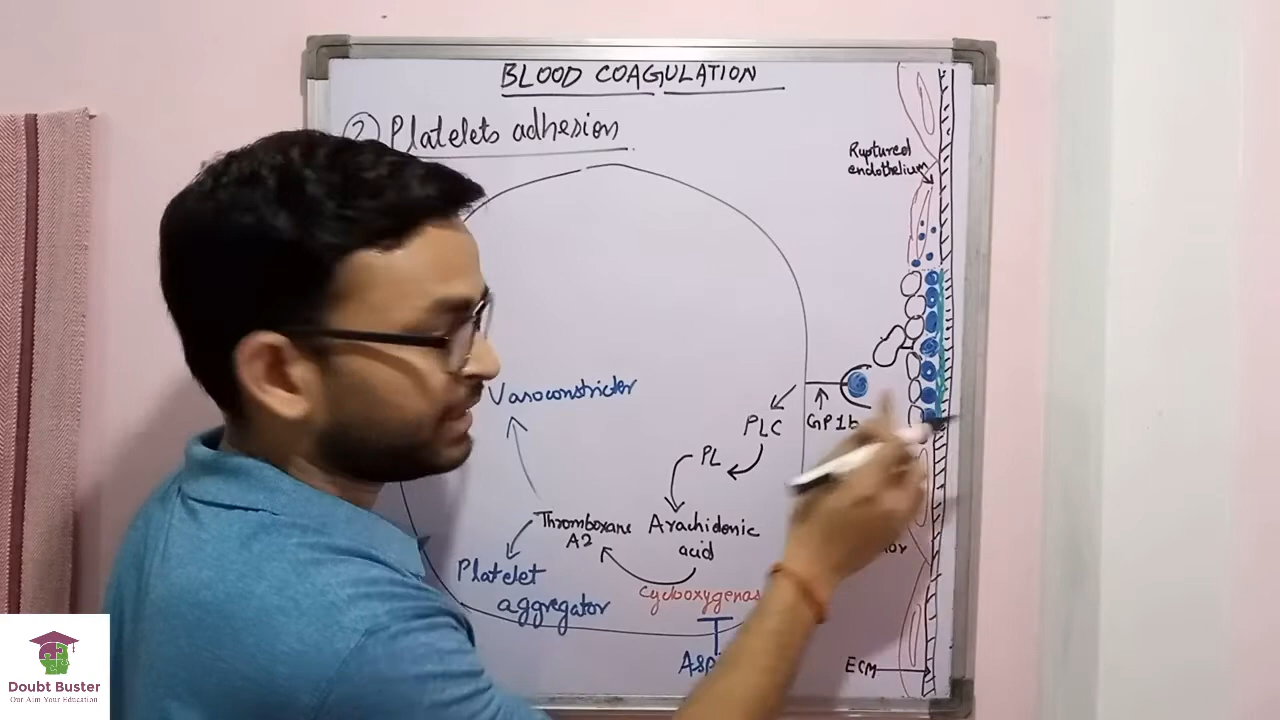 BLOOD COAGULATION
② Platelets adhesion
Ruptured
endothelium
Vasoconstrictor
GP1b
PLC
PL
Thromboxane
A2
Arachidonic
acid
Platelet
aggregator
Cyclooxygenas
ECM
Doubt Buster
Our Aim Your Education